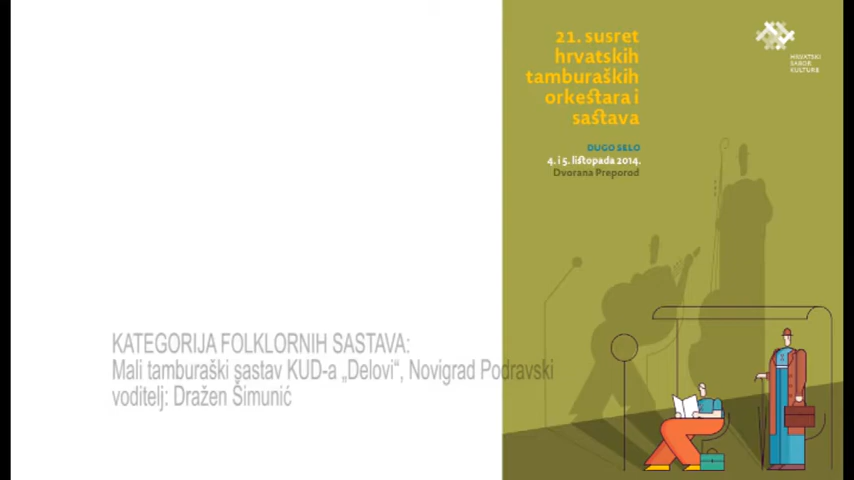 21. susret
hrvatskih
tamburaških
orkestara i
sastava
DUGO SELO
4. i 5. listopada 2014.
Dvorana Preporod
HRVATSKI
SABOR
KULTURE
KATEGORIJA FOLKLORNIH SASTAVA:
Mali tamburaški sastav KUD-a „Delovi“, Novigrad Podravski
voditelj: Dražen Šimunić